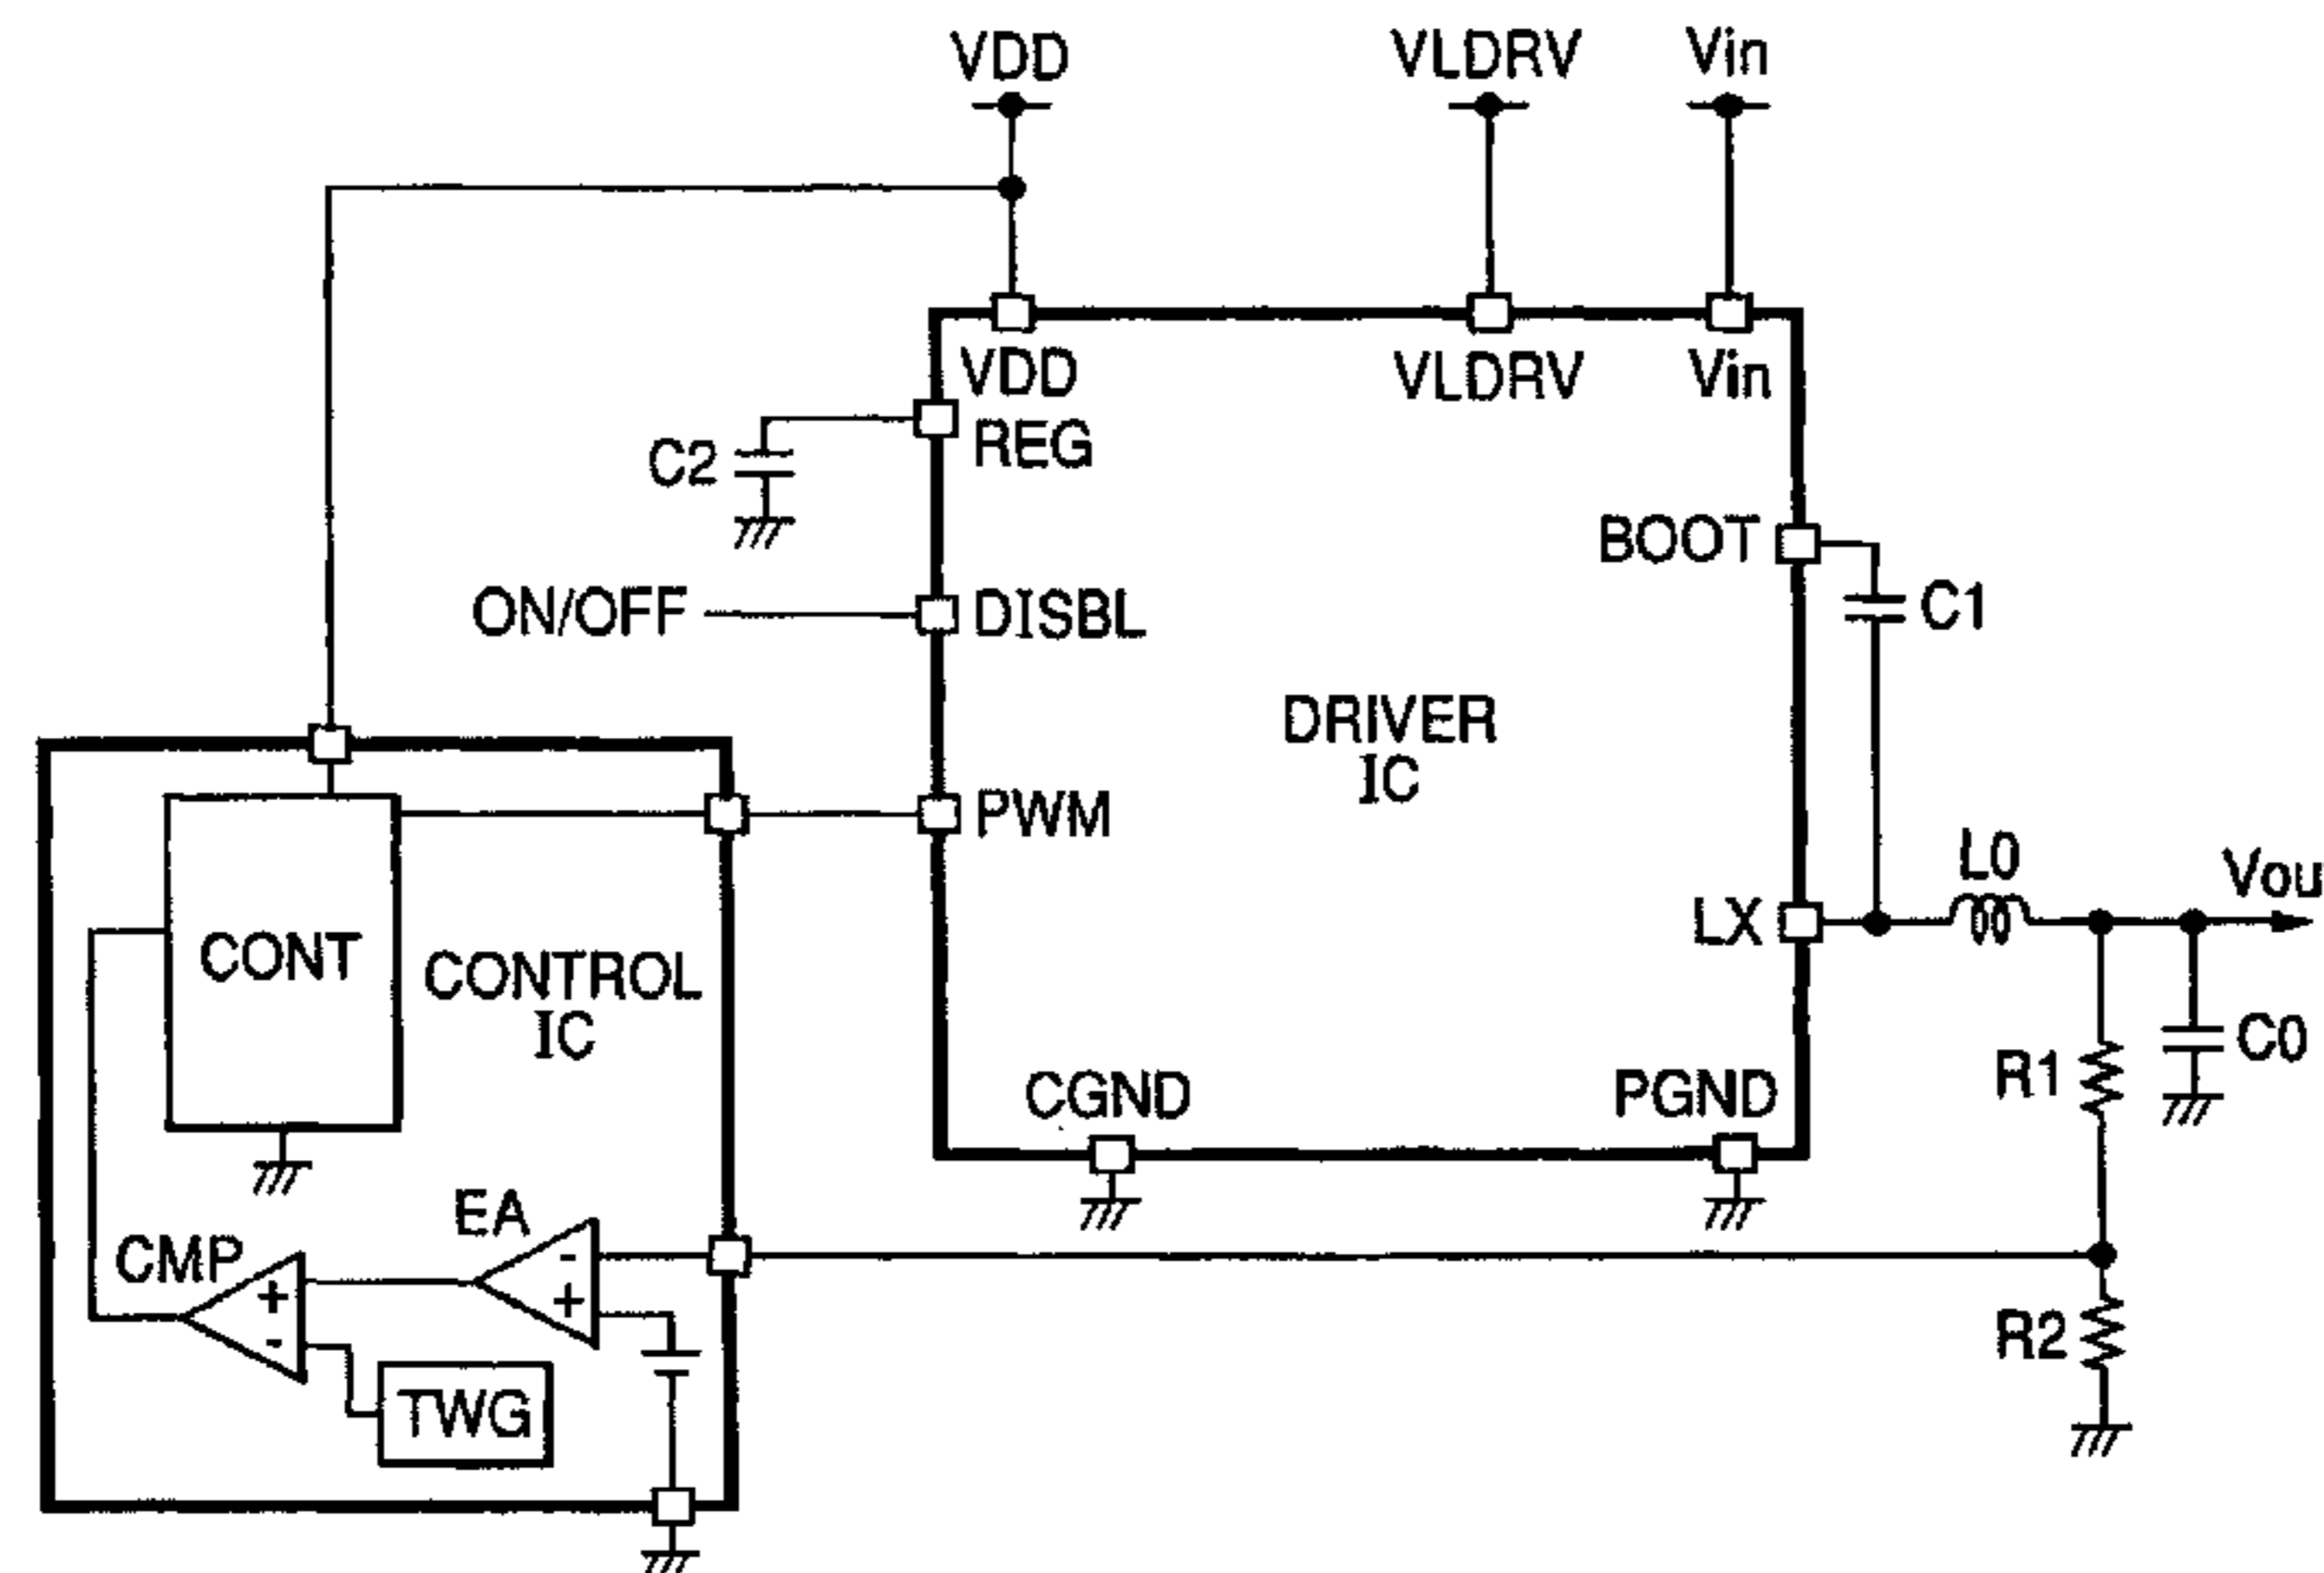 VDD VLDRV Vin
VDD VLDRV Vin
REG
C2
BOOT
ON/OFF DISBL
C1
DRIVER
IC
PWM
L0
Vou
LX
CONT
CONTROL
IC
C0
R1
CGND PGND
EA
-
+
CMP
+
-
R2
TWG